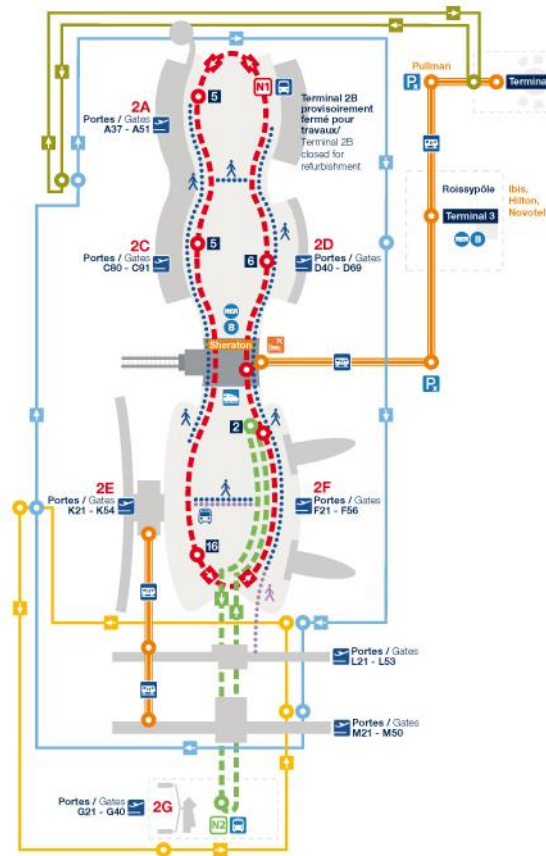 Pullman
Terminal
2A
Portes / Gates
A37 - A51
5
N1
Terminal 2B
provisoirement
fermé pour
travaux/
Terminal 2B
closed for
refurbishment
Roissypôle
Terminal 3
RER B
Ibis,
Hilton,
Novotel
2C
Portes / Gates
C80 - C91
5
6
2D
Portes / Gates
D40 - D69
RER
B
Sheraton
2
2E
Portes / Gates
K21 - K54
2F
Portes / Gates
F21 - F56
16
Portes / Gates
L21 - L53
Portes / Gates
M21 - M50
Portes / Gates
G21 - G40
2G
N2